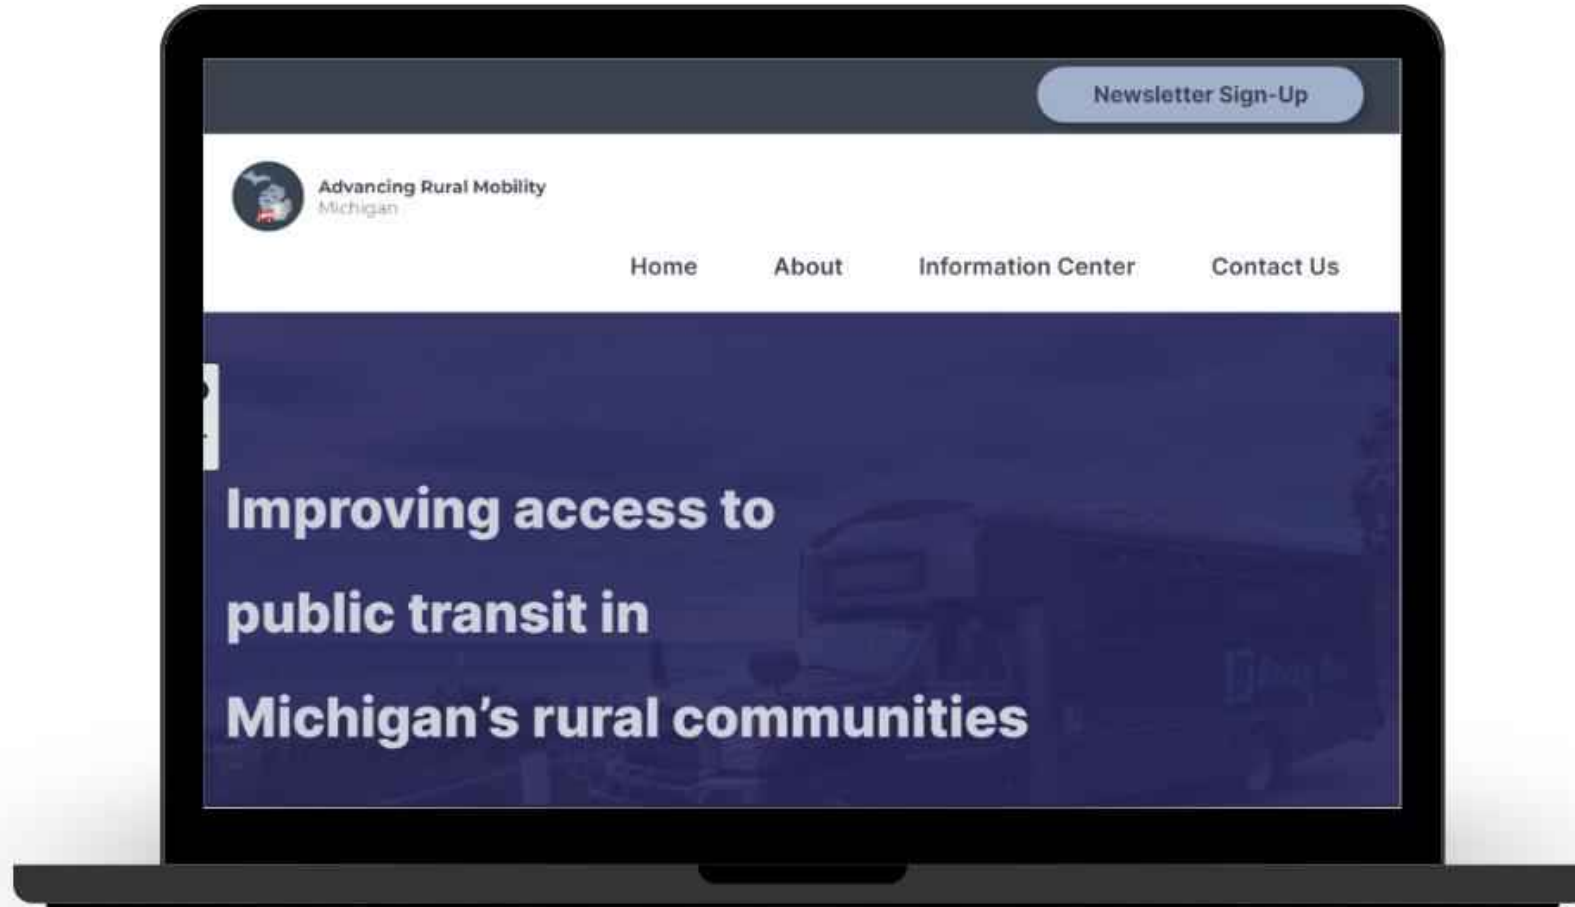 Newsletter Sign-Up
Advancing Rural Mobility
Michigan
Home About Information Center Contact Us
Improving access to
public transit in
Michigan’s rural communities